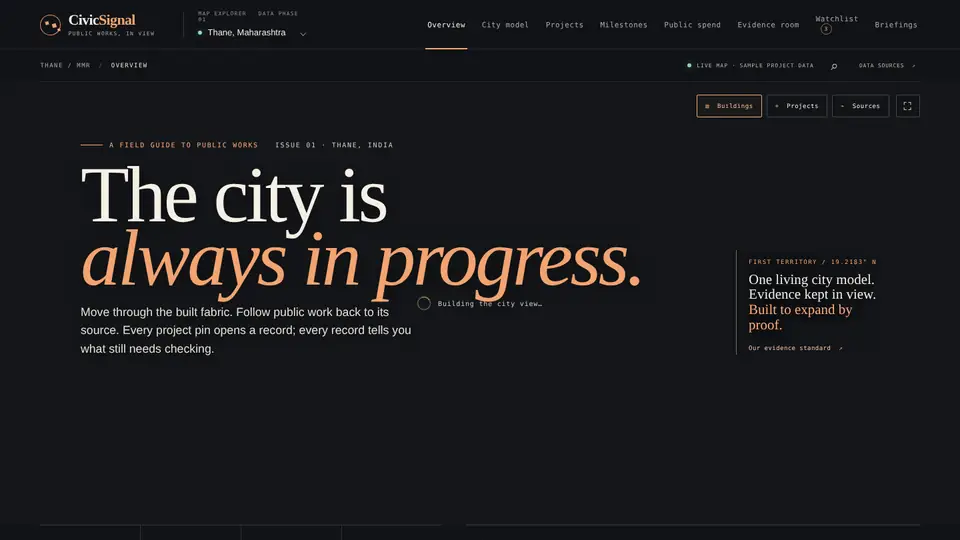 CivicSignal
PUBLIC WORKS, IN VIEW
MAP EXPLORER DATA PHASE 01
Thane, Maharashtra
Overview
City model
Projects
Milestones
Public spend
Evidence room
Watchlist
3
Briefings
THANE / MMR / OVERVIEW
LIVE MAP · SAMPLE PROJECT DATA
DATA SOURCES ↗
Buildings
Projects
Sources
A FIELD GUIDE TO PUBLIC WORKS ISSUE 01 · THANE, INDIA
The city is
always in progress.
Building the city view…
Move through the built fabric. Follow public work back to its
source. Every project pin opens a record; every record tells you
what still needs checking.
FIRST TERRITORY / 19.2183° N
One living city model.
Evidence kept in view.
Built to expand by
proof.
Our evidence standard ↗